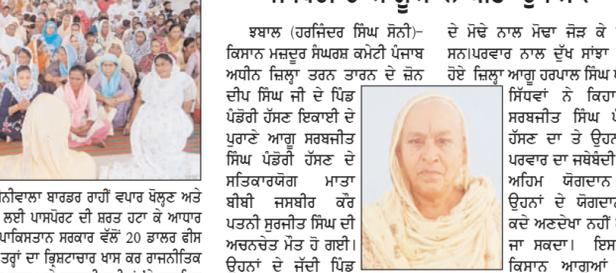 ਝਬਾਲ (ਹਰਜਿੰਦਰ ਸਿੰਘ ਸੋਨੀ)-
ਕਿਸਾਨ ਮਜ਼ਦੂਰ ਸੰਘਰਸ਼ ਕਮੇਟੀ ਪੰਜਾਬ
ਅਧੀਨ ਜ਼ਿਲ੍ਹਾ ਤਰਨ ਤਾਰਨ ਦੇ ਜ਼ੋਨ
ਦੀਪ ਸਿੰਘ ਜੀ ਦੇ ਪਿੰਡ
ਪੰਡੋਰੀ ਹੱਸਣ ਇਕਾਈ ਦੇ
ਪੁਰਾਣੇ ਆਗੂ ਸਰਬਜੀਤ
ਸਿੰਘ ਪੰਡੋਰੀ ਹੱਸਣ ਦੇ
ਸਤਿਕਾਰਯੋਗ ਮਾਤਾ
ਬੀਬੀ ਜਸਬੀਰ ਕੌਰ
ਪਤਨੀ ਸੁਰਜੀਤ ਸਿੰਘ ਦੀ
ਅਚਨਚੇਤ ਮੌਤ ਹੋ ਗਈ।
ਉਹਨਾਂ ਦੇ ਜੱਦੀ ਪਿੰਡ
ਦੇ ਮੋਢੇ ਨਾਲ ਮੋਢਾ ਜੋੜ ਕੇ
ਸਨ।ਪਰਵਾਰ ਨਾਲ ਦੁੱਖ ਸਾਂਝਾ
ਹੋਏ ਜ਼ਿਲ੍ਹਾ ਆਗੂ ਹਰਪਾਲ ਸਿੰਘ
ਸਿੱਧਵਾਂ ਨੇ ਕਿਹਾ
ਸਰਬਜੀਤ ਸਿੰਘ
ਹੱਸਣ ਦਾ ਤੇ ਉਹਨਾਂ
ਪਰਵਾਰ ਦਾ ਜਥੇਬੰਦੀ
ਅਹਿਮ ਯੋਗਦਾਨ
ਉਹਨਾਂ ਦੇ ਯੋਗਦਾਨ
ਕਦੇ ਅਣਦੇਖਾ ਨਹੀਂ
ਜਾ ਸਕਦਾ। ਇਸ
ਕਿਸਾਨ ਆਗੂਆਂ
ਬਾਰਡਰ ਰਾਹੀਂ ਵਪਾਰ ਖੋਲ੍ਹਣ ਅਤੇ
ਲਈ ਪਾਸਪੋਰਟ ਦੀ ਸ਼ਰਤ ਹਟਾ ਕੇ ਆਧਾਰ
ਪਾਕਿਸਤਾਨ ਸਰਕਾਰ ਵੱਲੋਂ 20 ਡਾਲਰ ਫੀਸ
ਦਾ ਭ੍ਰਿਸ਼ਟਾਚਾਰ ਖਾਸ ਕਰ ਰਾਜਨੀਤਿਕ